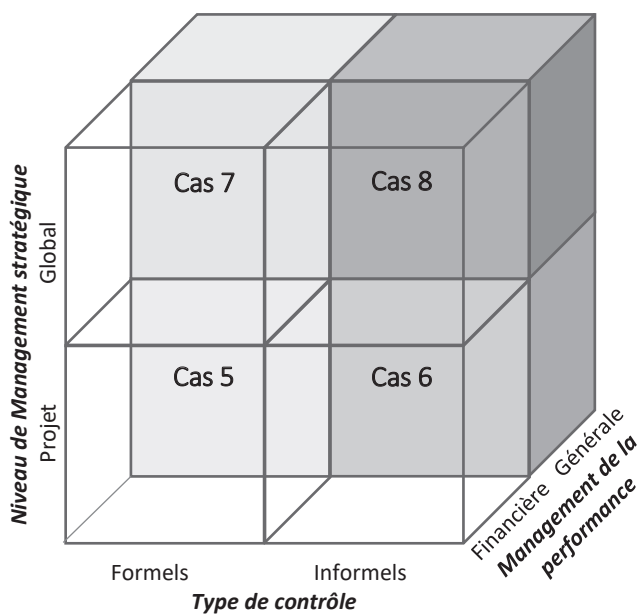 Niveau de Management stratégique
Global
Projet
Cas 7
Cas 8
Cas 5
Cas 6
Formels
Informels
Type de contrôle
Financière
Générale
Management de la
performance